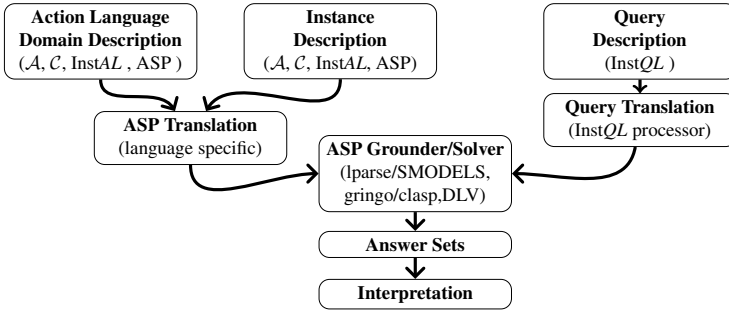 Action Language
Domain Description
(𝒜, 𝒞, InstAL , ASP )
Instance
Description
(𝒜, 𝒞, InstAL, ASP)
Query
Description
(InstQL )
ASP Translation
(language specific)
Query Translation
(InstQL processor)
ASP Grounder/Solver
(lparse/SMODELS,
gringo/clasp,DLV)
Answer Sets
Interpretation